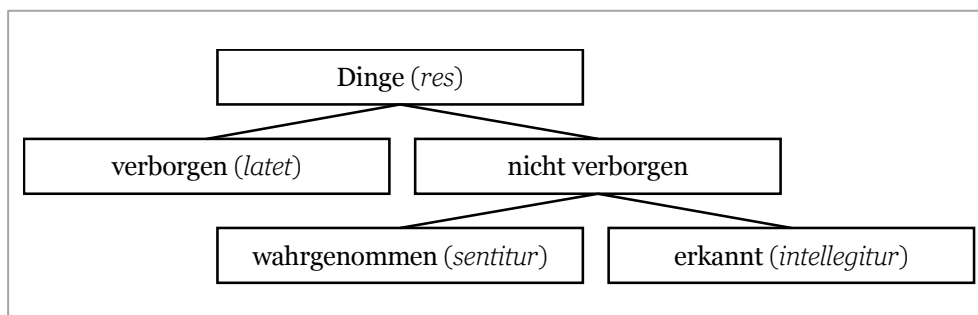 Dinge (res)
verborgen (latet)
nicht verborgen
wahrgenommen (sentitur)
erkannt (intellegitur)